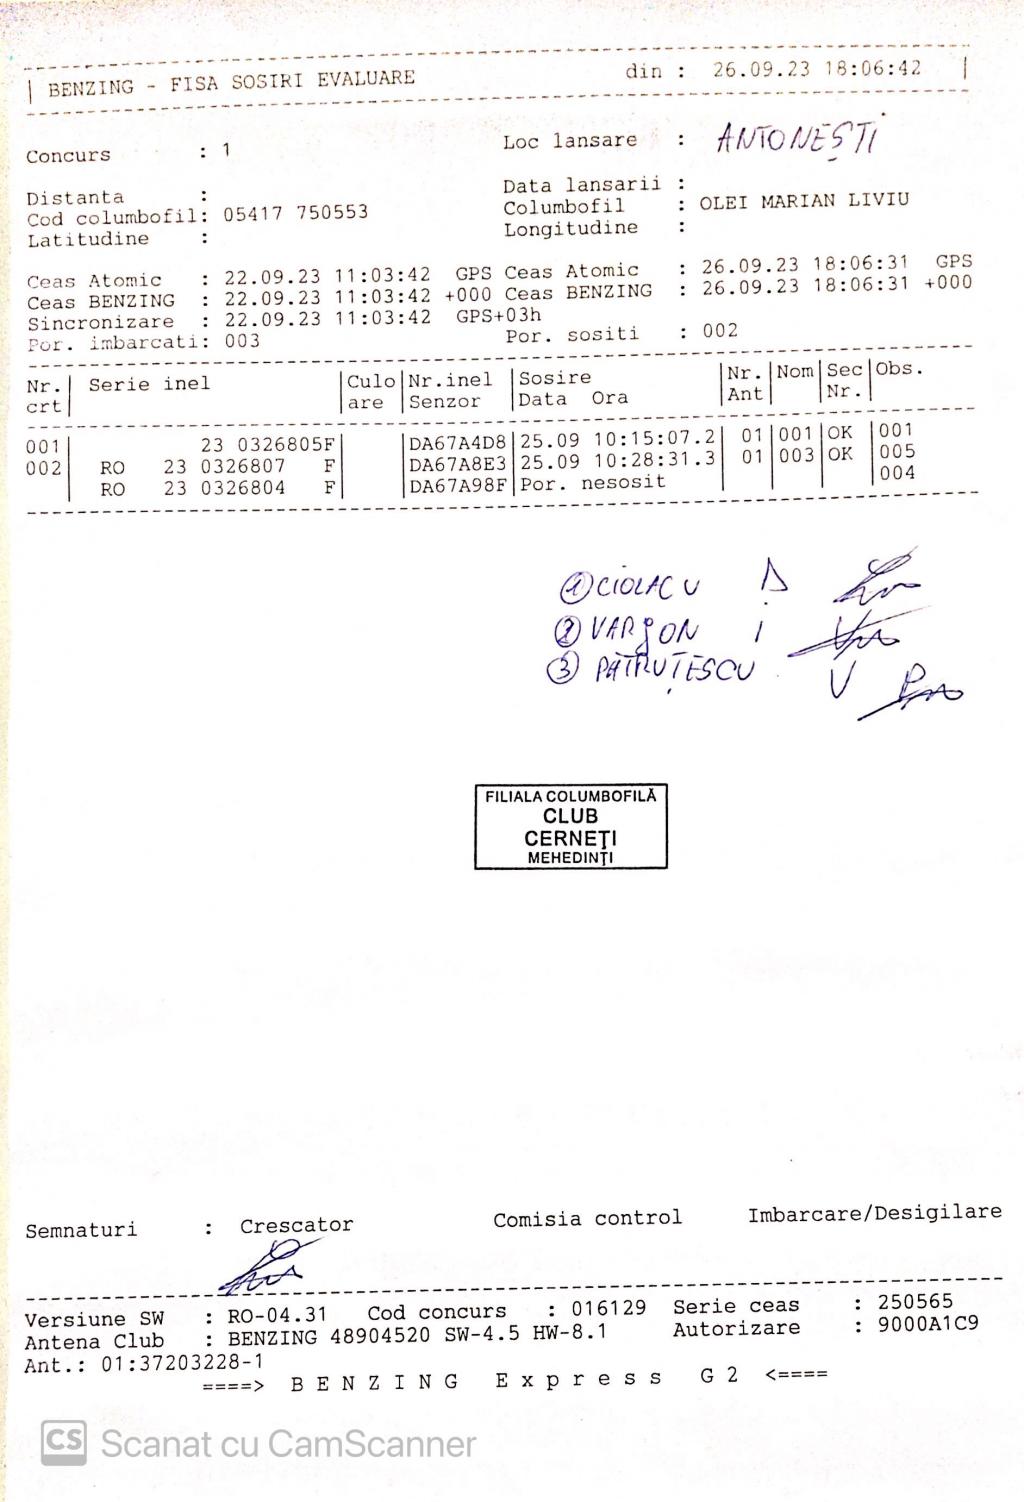 | BENZING - FISA SOSIRI EVALUARE din : 26.09.23 18:06:42 |
Concurs : 1 Loc lansare : ANTONEȘTI
Distanta : Data lansarii :
Cod columbofil: 05417 750553 Columbofil : OLEI MARIAN LIVIU
Latitudine : Longitudine :
Ceas Atomic : 22.09.23 11:03:42 GPS Ceas Atomic : 26.09.23 18:06:31 GPS
Ceas BENZING : 22.09.23 11:03:42 +000 Ceas BENZING : 26.09.23 18:06:31 +000
Sincronizare : 22.09.23 11:03:42 GPS+03h
Por. imbarcati: 003 Por. sositi : 002
Nr. | Serie inel | Culo | Nr.inel | Sosire | Nr. | Nom | Sec | Obs.
crt | | are | Senzor | Data Ora | Ant | | Nr. |
001 | 23 0326805F | | DA67A4D8 | 25.09 10:15:07.2 | 01 | 001 | OK | 001
002 | RO 23 0326807 F | | DA67A8E3 | 25.09 10:28:31.3 | 01 | 003 | OK | 005
| RO 23 0326804 F | | DA67A98F | Por. nesosit | | | | 004
① CIOLACU D
② VARȘON I
③ PĂTRUȚESCU V
FILIALA COLUMBOFILĂ
CLUB
CERNEȚI
MEHEDINȚI
Semnaturi : Crescator Comisia control Imbarcare/Desigilare
Versiune SW : RO-04.31 Cod concurs : 016129 Serie ceas : 250565
Antena Club : BENZING 48904520 SW-4.5 HW-8.1 Autorizare : 9000A1C9
Ant.: 01:37203228-1
====> B E N Z I N G E x p r e s s G 2 <====
CS Scanat cu CamScanner